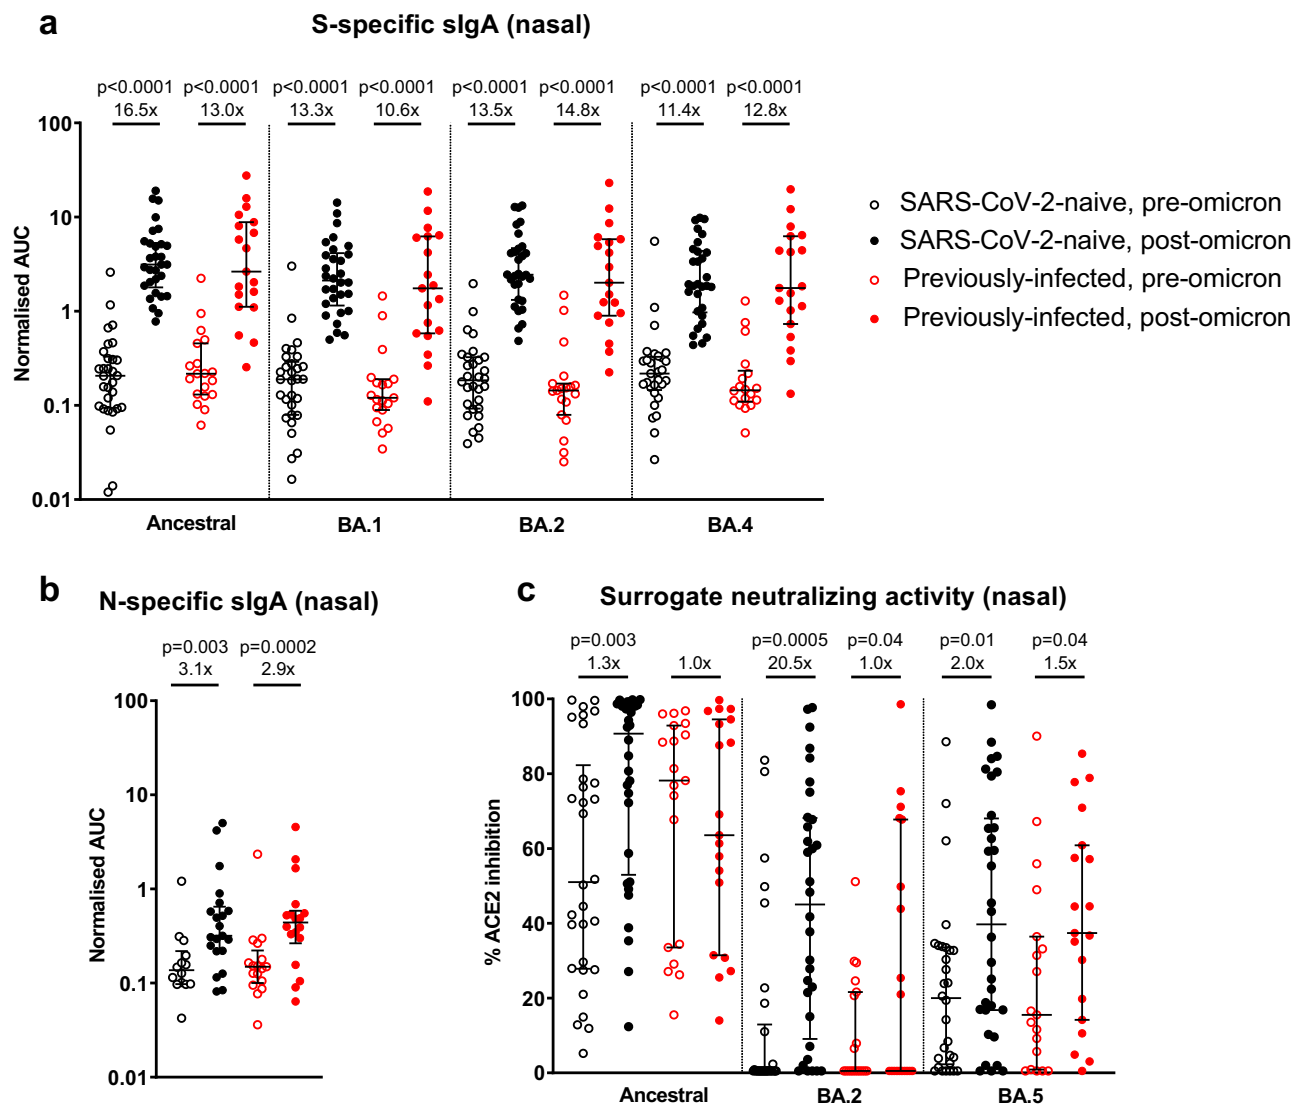 a
S-specific sIgA (nasal)
p<0.0001 p<0.0001 p<0.0001 p<0.0001 p<0.0001 p<0.0001 p<0.0001 p<0.0001
16.5x 13.0x 13.3x 10.6x 13.5x 14.8x 11.4x 12.8x
100
10
1
0.1
0.01
Normalised AUC
Ancestral BA.1 BA.2 BA.4
SARS-CoV-2-naive, pre-omicron
SARS-CoV-2-naive, post-omicron
Previously-infected, pre-omicron
Previously-infected, post-omicron
b
N-specific sIgA (nasal)
p=0.003 p=0.0002
3.1x 2.9x
100
10
1
0.1
0.01
Normalised AUC
c
Surrogate neutralizing activity (nasal)
p=0.003 p=0.0005 p=0.04 p=0.01 p=0.04
1.3x 1.0x 20.5x 1.0x 2.0x 1.5x
100
80
60
40
20
0
% ACE2 inhibition
Ancestral BA.2 BA.5